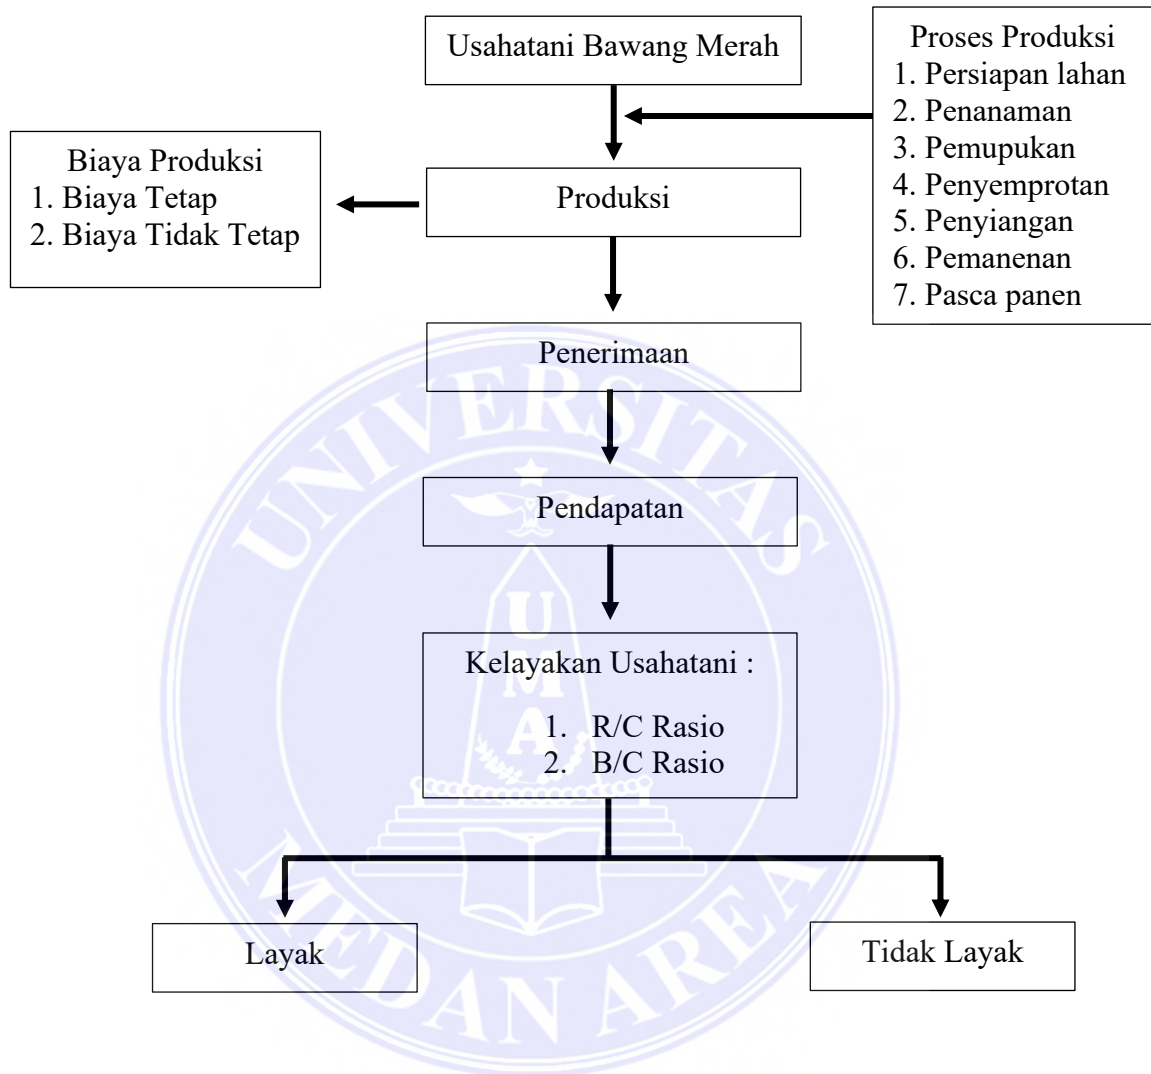 Usahatani Bawang Merah
Proses Produksi
1. Persiapan lahan
2. Penanaman
3. Pemupukan
4. Penyemprotan
5. Penyiangan
6. Pemanenan
7. Pasca panen
Biaya Produksi
1. Biaya Tetap
2. Biaya Tidak Tetap
Produksi
Penerimaan
Pendapatan
Kelayakan Usahatani :
1. R/C Rasio
2. B/C Rasio
Layak
Tidak Layak
UNIVERSITAS
MEDAN AREA
U
M
A